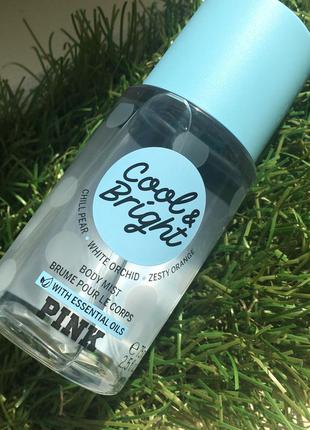 Cool &
Bright
CHILL PEAR • WHITE ORCHID • ZESTY ORANGE
BODY MIST
BRUME POUR LE CORPS
WITH ESSENTIAL OILS
PINK